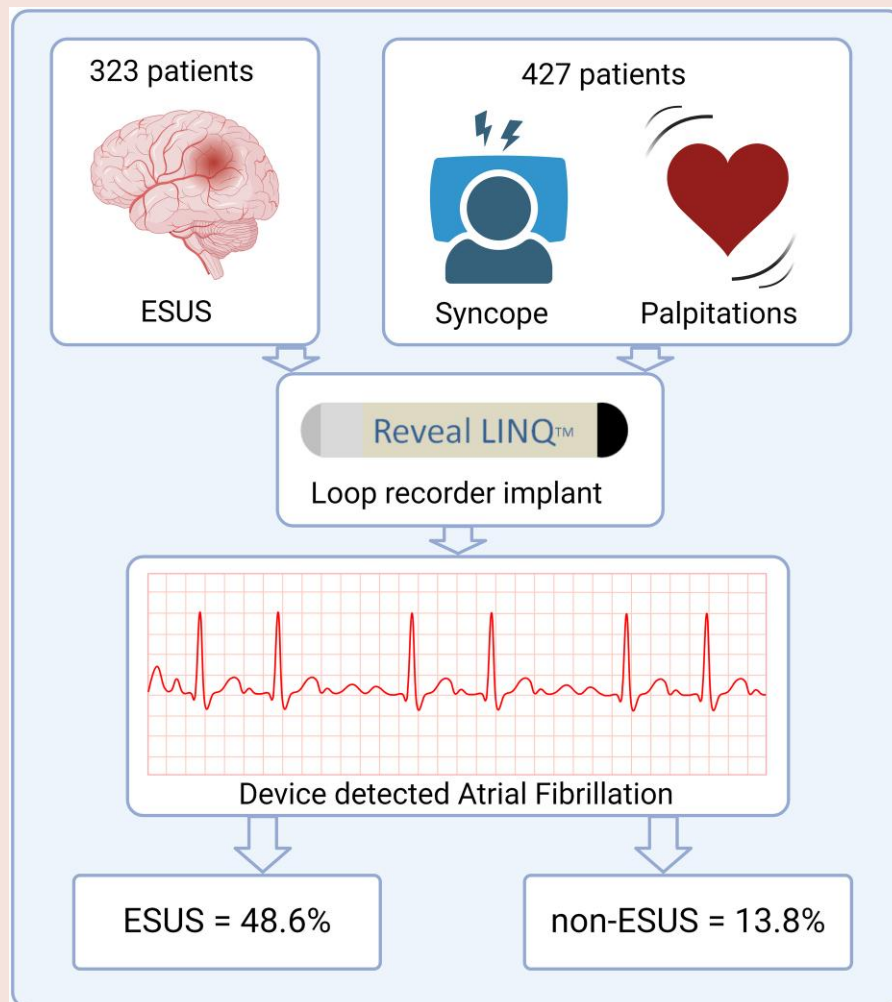 323 patients
427 patients
ESUS
Syncope
Palpitations
Reveal LINQ™
Loop recorder implant
Device detected Atrial Fibrillation
ESUS = 48.6%
non-ESUS = 13.8%